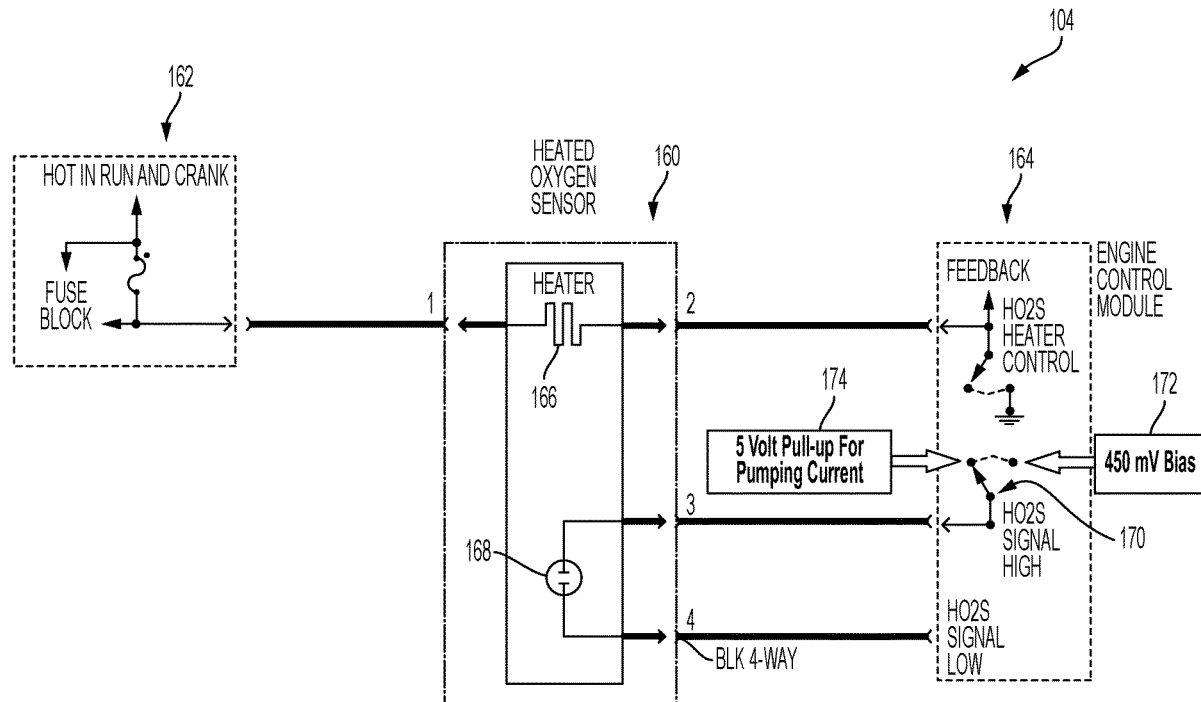 104
162
HOT IN RUN AND CRANK
FUSE
BLOCK
HEATED
OXYGEN
SENSOR
160
164
1
HEATER
166
2
FEEDBACK
HO2S
HEATER
CONTROL
ENGINE
CONTROL
MODULE
174
5 Volt Pull-up For
Pumping Current
172
450 mV Bias
3
170
HO2S
SIGNAL
HIGH
168
4
BLK 4-WAY
HO2S
SIGNAL
LOW